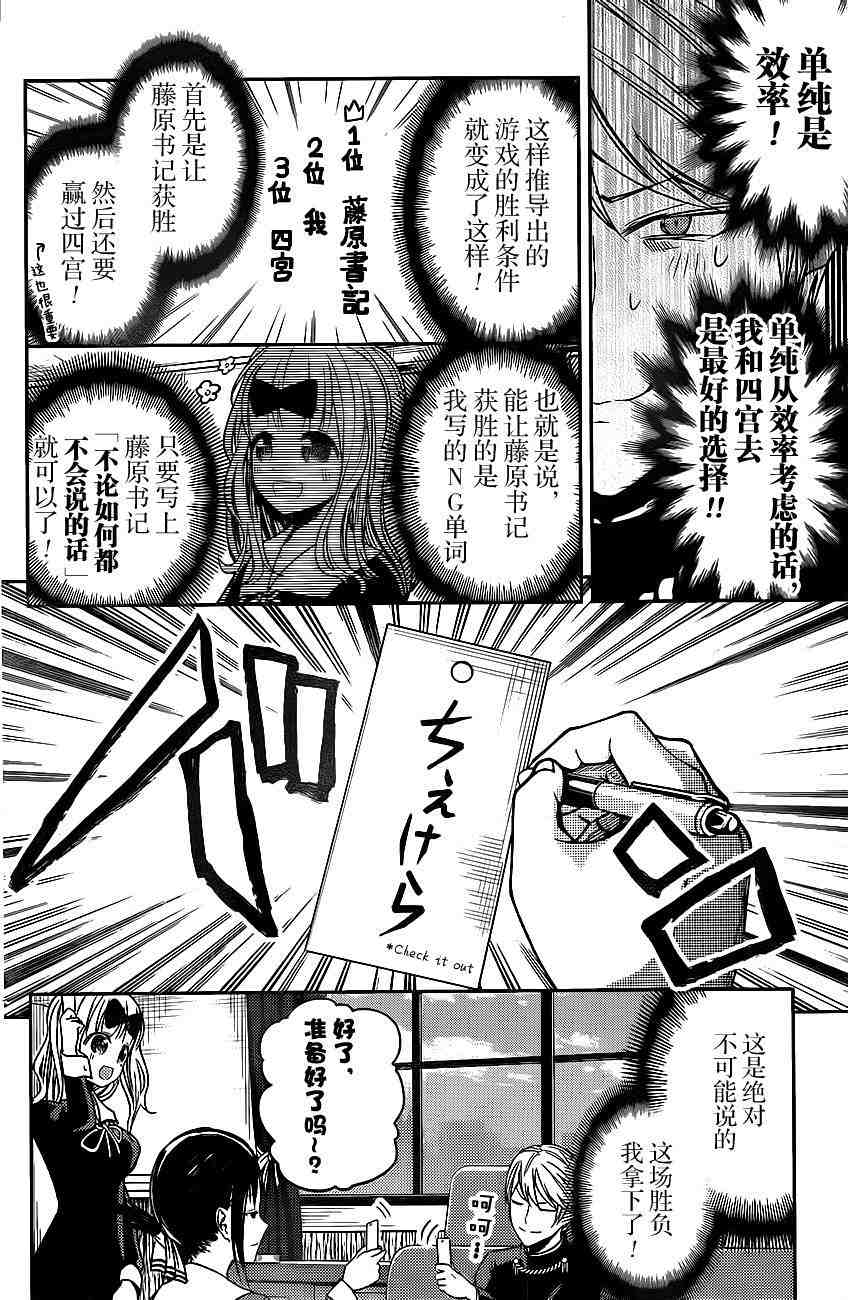 单纯是
效率！
单纯从效率考虑的话，
我和四宫去
是最好的选择!!
这样推导出的
游戏的胜利条件
就变成了这样！
1位 藤原書記
2位 我
3位 四宮
首先是让
藤原书记获胜
然后还要
赢过四宫！
这也很重要
了
也就是说，
能让藤原书记
获胜的是
我写的NG单词
只要写上
藤原书记
「不论如何都
不会说的话」
就可以了！
ちぇけら
*Check it out
这是绝对
不可能说的
这场胜负
我拿下了！
好了，
准备好了吗～？
呵呵…